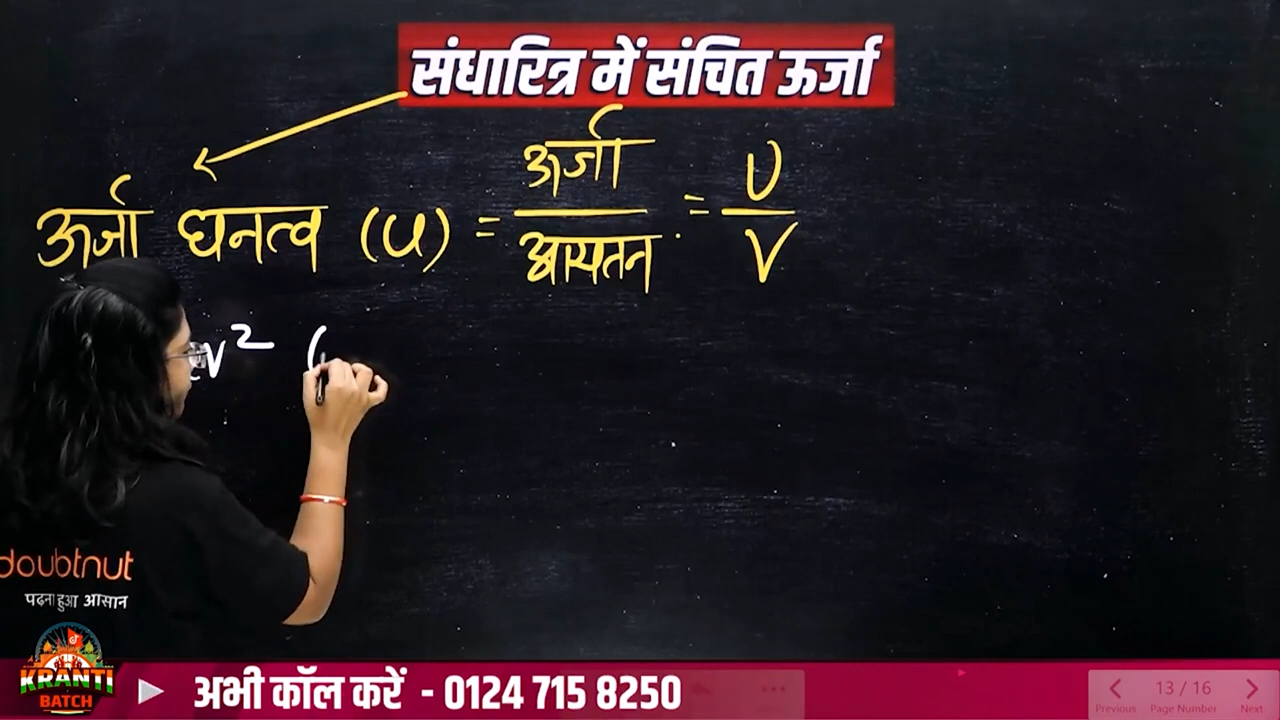 संधारित्र में संचित ऊर्जा
ऊर्जा घनत्व (u) = ऊर्जा / आयतन = U / V
v² (
doubtnut
पढ़ना हुआ आसान
KRANTI
BATCH
अभी कॉल करें - 0124 715 8250
13 / 16
Previous Page Number Next